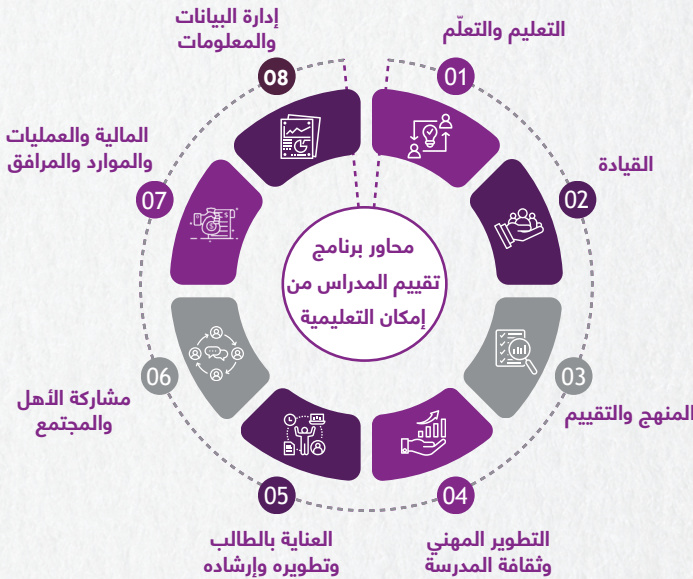 محاور برنامج
تقييم المدراس من
إمكان التعليمية
01
التعليم والتعلّم
02
القيادة
03
المنهج والتقييم
04
التطوير المهني
وثقافة المدرسة
05
العناية بالطالب
وتطويره وإرشاده
06
مشاركة الأهل
والمجتمع
07
المالية والعمليات
والموارد والمرافق
08
إدارة البيانات
والمعلومات